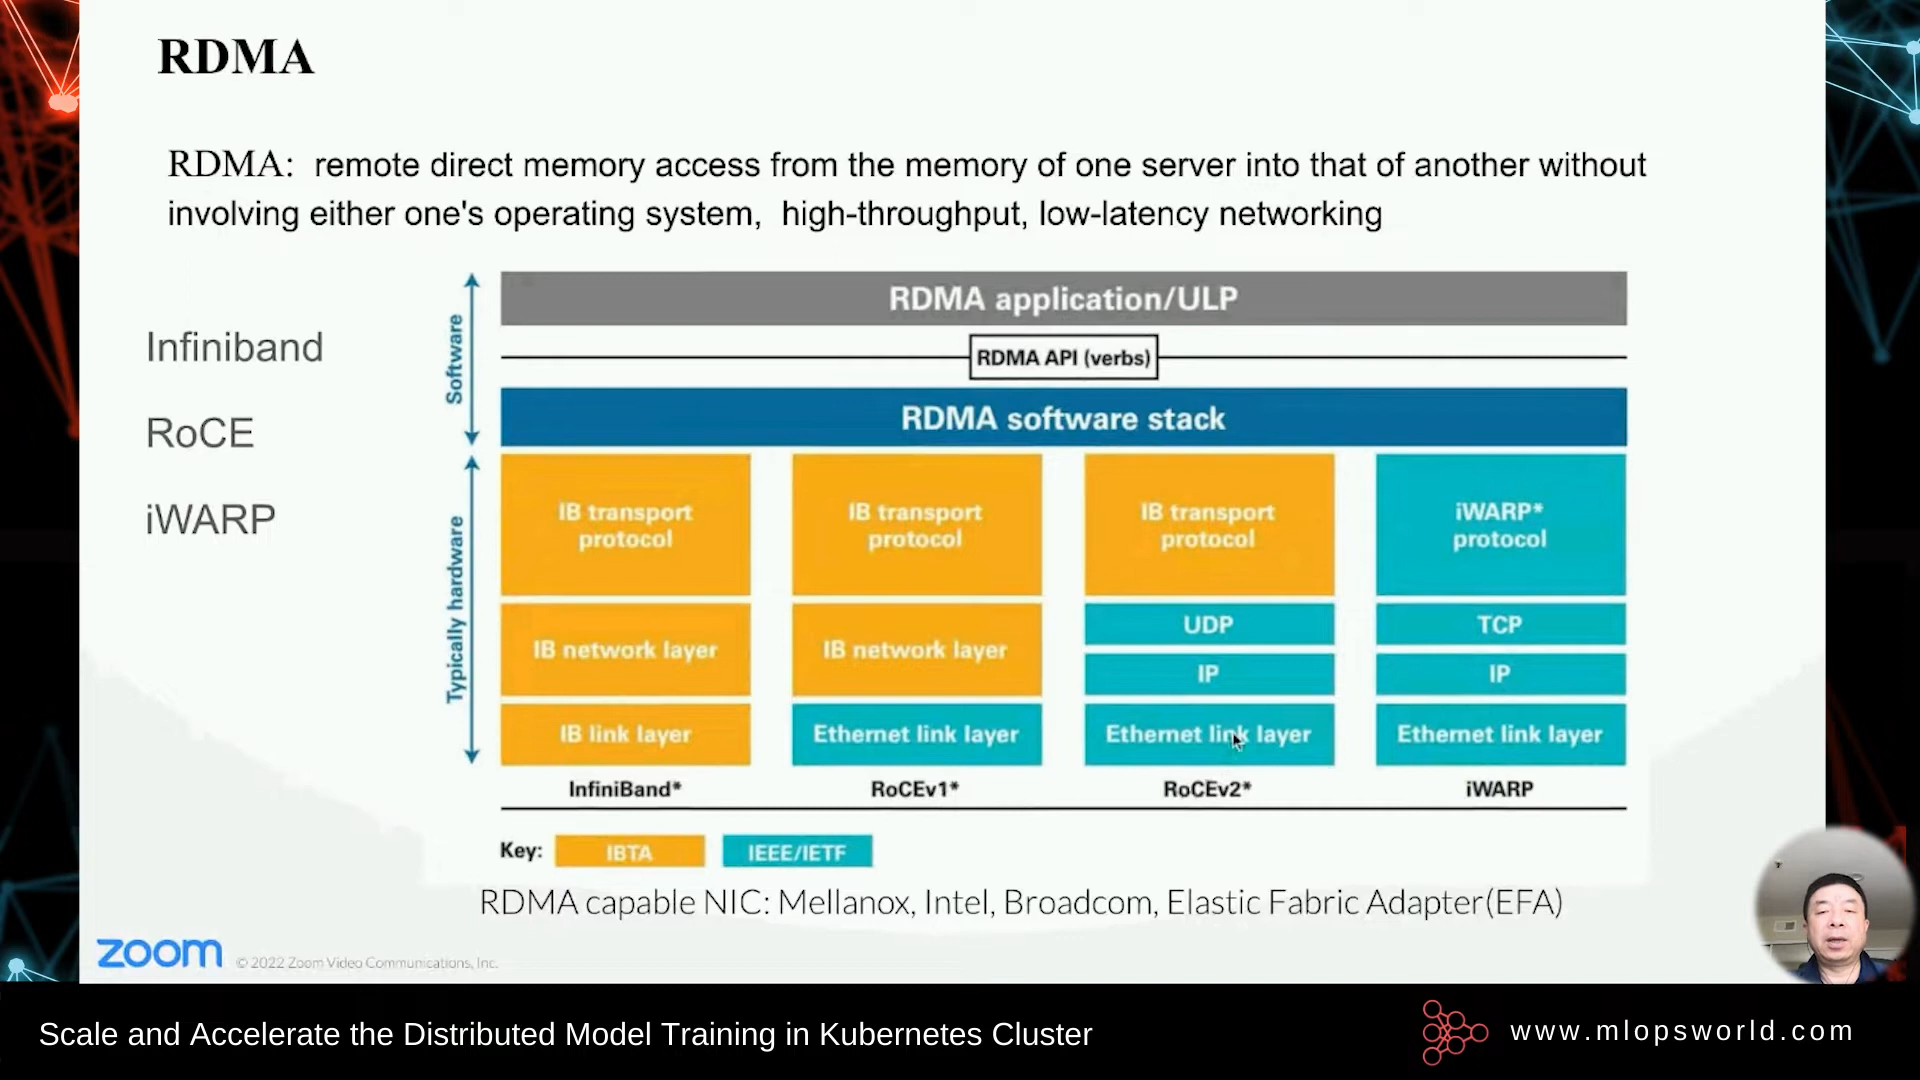 RDMA
RDMA: remote direct memory access from the memory of one server into that of another without
involving either one's operating system, high-throughput, low-latency networking
Infiniband
RoCE
iWARP
Software
Typically hardware
RDMA application/ULP
RDMA API (verbs)
RDMA software stack
IB transport
protocol
IB transport
protocol
IB transport
protocol
iWARP*
protocol
IB network layer
IB network layer
UDP
TCP
IP
IP
IB link layer
Ethernet link layer
Ethernet link layer
Ethernet link layer
InfiniBand*
RoCEv1*
RoCEv2*
iWARP
Key: IBTA IEEE/IETF
RDMA capable NIC: Mellanox, Intel, Broadcom, Elastic Fabric Adapter(EFA)
zoom © 2022 Zoom Video Communications, Inc.
Scale and Accelerate the Distributed Model Training in Kubernetes Cluster
www.mlopsworld.com